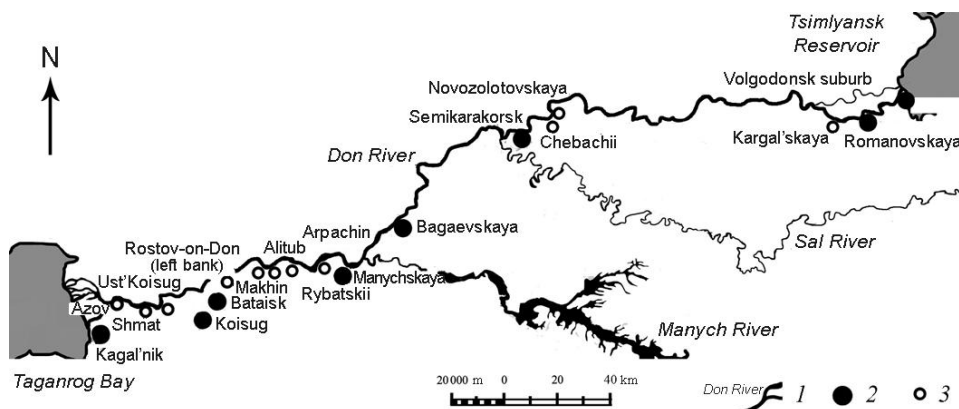 Tsimlyansk
Reservoir
N
Volgodonsk suburb
Novozolotovskaya
Semikarakorsk
Chebachii
Kargal'skaya
Romanovskaya
Don River
Arpachin
Bagaevskaya
Sal River
Rostov-on-Don
(left bank)
Alitub
Ust'Koisug
Makhin
Manychskaya
Rybatskii
Azov
Bataisk
Shmat
Koisug
Manych River
Kagal'nik
Taganrog Bay
20000 m 0 20 40 km
Don River 1 2 3